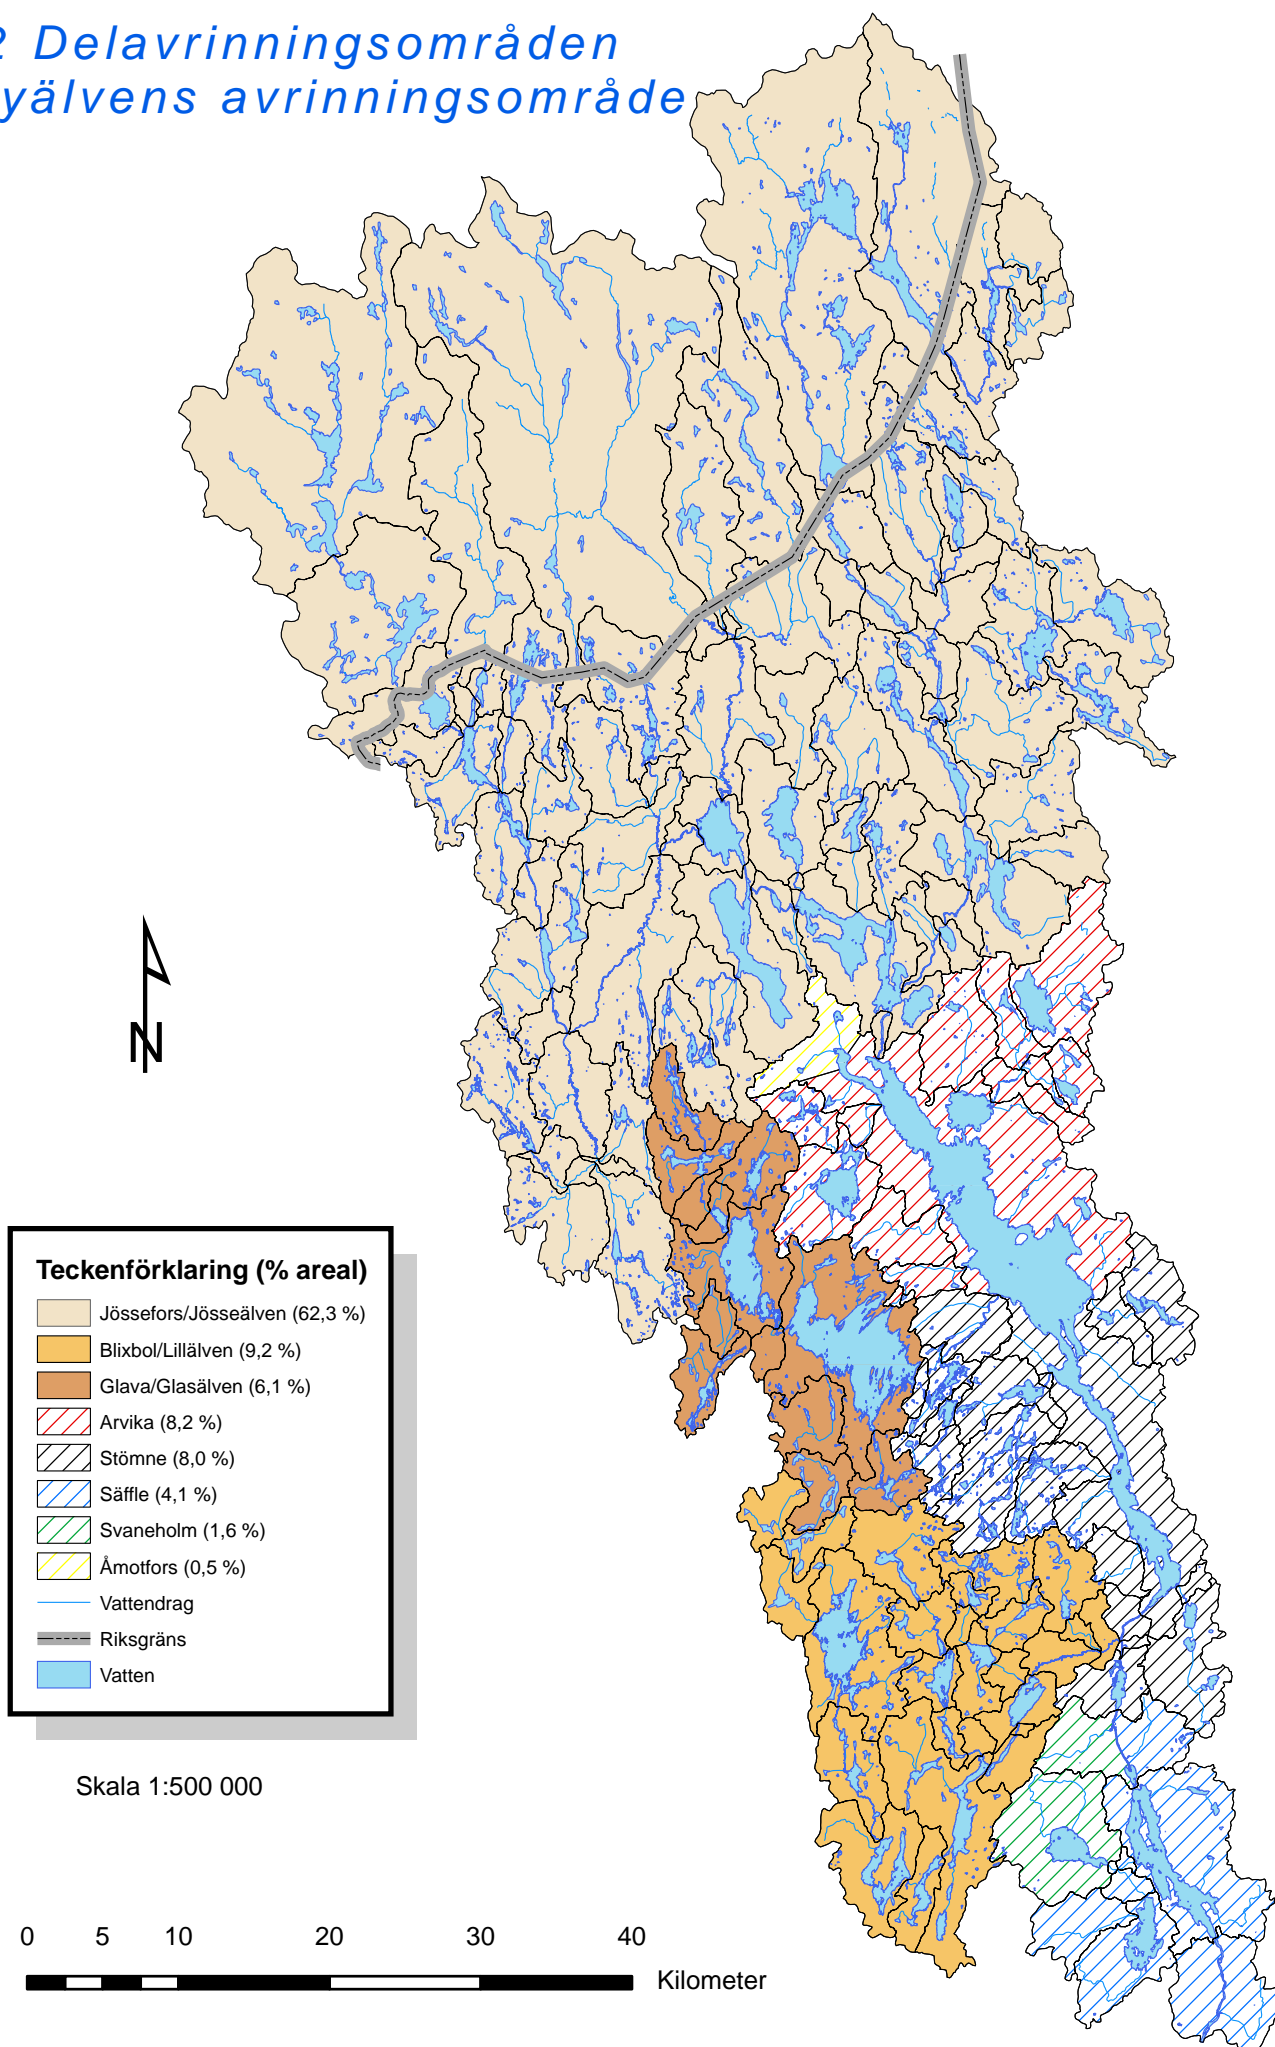 2 Delavrinningsområden
yälvens avrinningsområde
N
Teckenförklaring (% areal)
Jössefors/Jösseälven (62,3 %)
Blixbol/Lillälven (9,2 %)
Glava/Glasälven (6,1 %)
Arvika (8,2 %)
Stömne (8,0 %)
Säffle (4,1 %)
Svaneholm (1,6 %)
Åmotfors (0,5 %)
Vattendrag
Riksgräns
Vatten
Skala 1:500 000
0 5 10 20 30 40
Kilometer